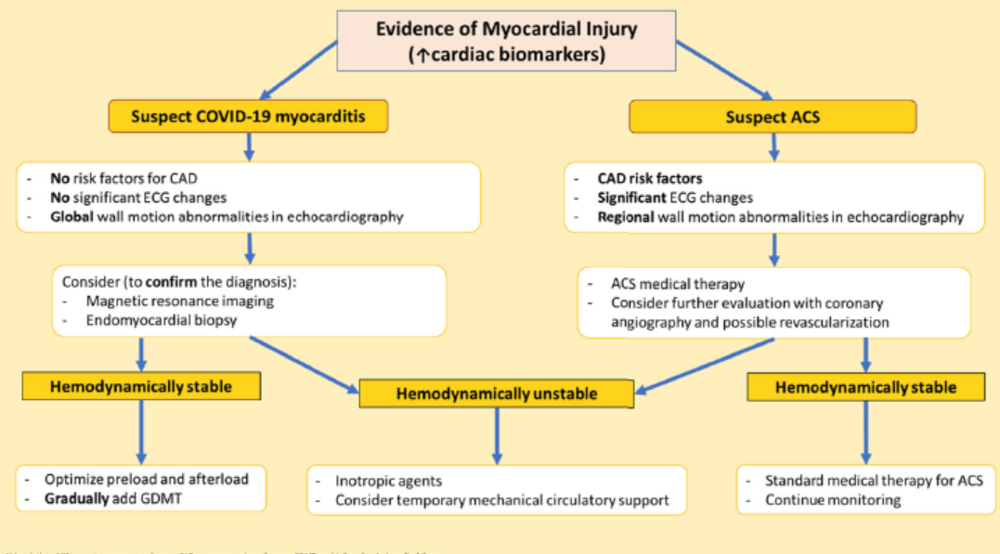 Evidence of Myocardial Injury
(↑cardiac biomarkers)
Suspect COVID-19 myocarditis
Suspect ACS
- No risk factors for CAD
- No significant ECG changes
- Global wall motion abnormalities in echocardiography
- CAD risk factors
- Significant ECG changes
- Regional wall motion abnormalities in echocardiography
Consider (to confirm the diagnosis):
- Magnetic resonance imaging
- Endomyocardial biopsy
- ACS medical therapy
- Consider further evaluation with coronary
angiography and possible revascularization
Hemodynamically stable
Hemodynamically unstable
Hemodynamically stable
- Optimize preload and afterload
- Gradually add GDMT
- Inotropic agents
- Consider temporary mechanical circulatory support
- Standard medical therapy for ACS
- Continue monitoring